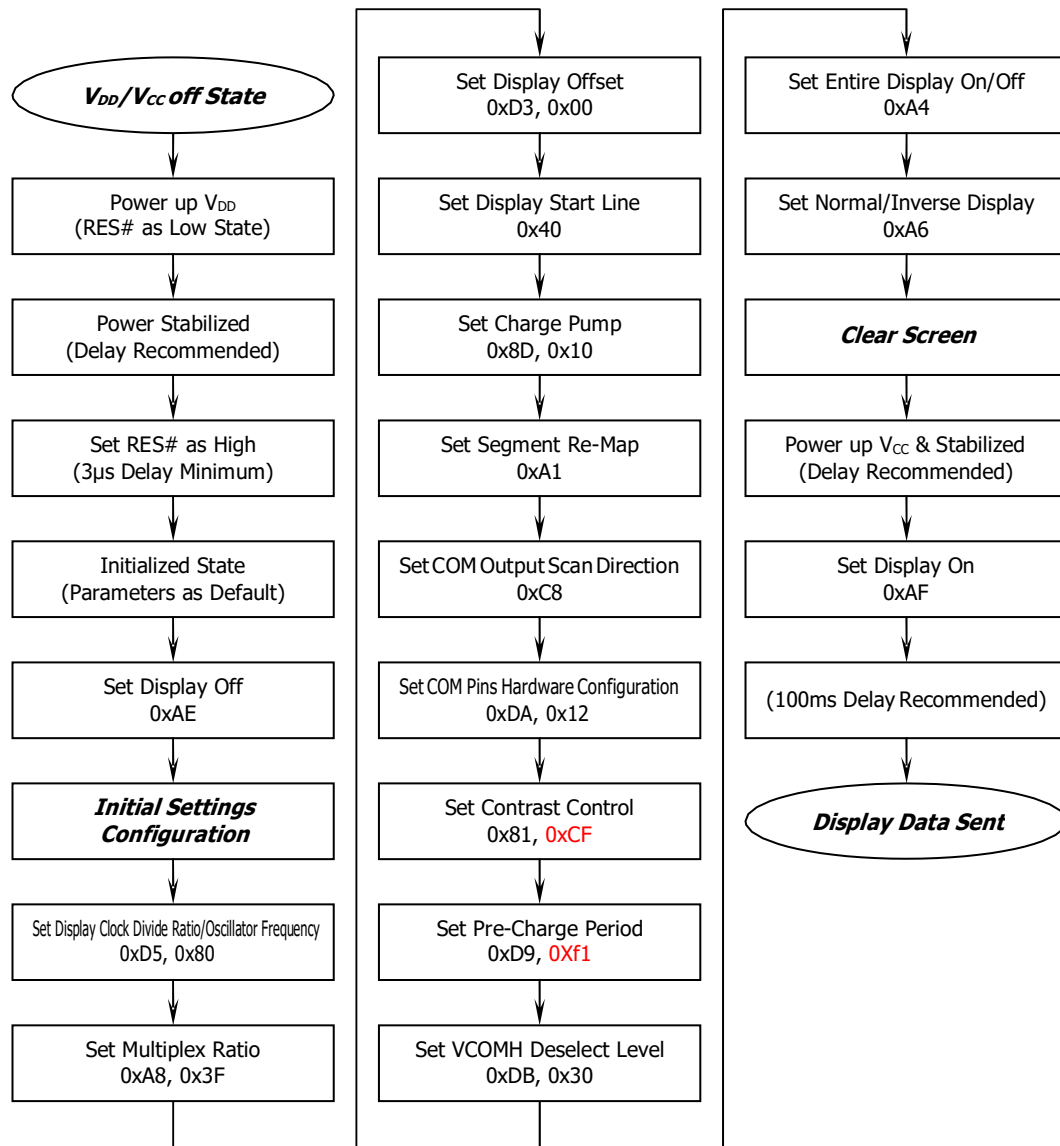 VDD/VCC off State
Power up VDD
(RES# as Low State)
Power Stabilized
(Delay Recommended)
Set RES# as High
(3µs Delay Minimum)
Initialized State
(Parameters as Default)
Set Display Off
0xAE
Initial Settings
Configuration
Set Display Clock Divide Ratio/Oscillator Frequency
0xD5, 0x80
Set Multiplex Ratio
0xA8, 0x3F
Set Display Offset
0xD3, 0x00
Set Display Start Line
0x40
Set Charge Pump
0x8D, 0x10
Set Segment Re-Map
0xA1
Set COM Output Scan Direction
0xC8
Set COM Pins Hardware Configuration
0xDA, 0x12
Set Contrast Control
0x81, 0xCF
Set Pre-Charge Period
0xD9, 0Xf1
Set VCOMH Deselect Level
0xDB, 0x30
Set Entire Display On/Off
0xA4
Set Normal/Inverse Display
0xA6
Clear Screen
Power up VCC & Stabilized
(Delay Recommended)
Set Display On
0xAF
(100ms Delay Recommended)
Display Data Sent